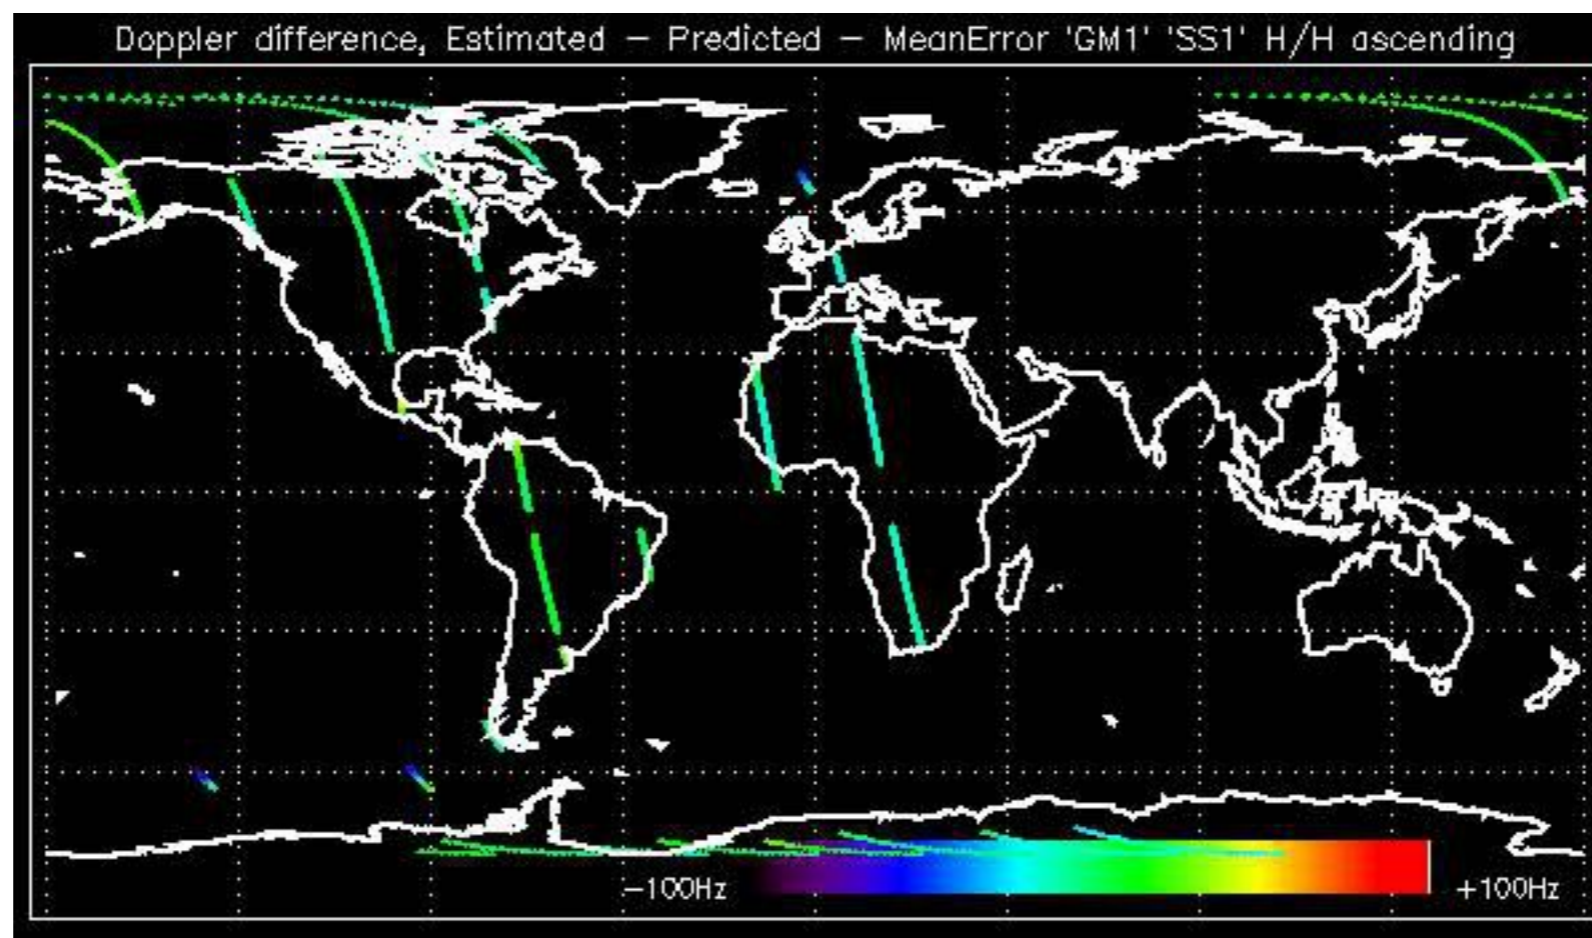 Doppler difference, Estimated – Predicted – MeanError 'GM1' 'SS1' H/H ascending
–100Hz +100Hz